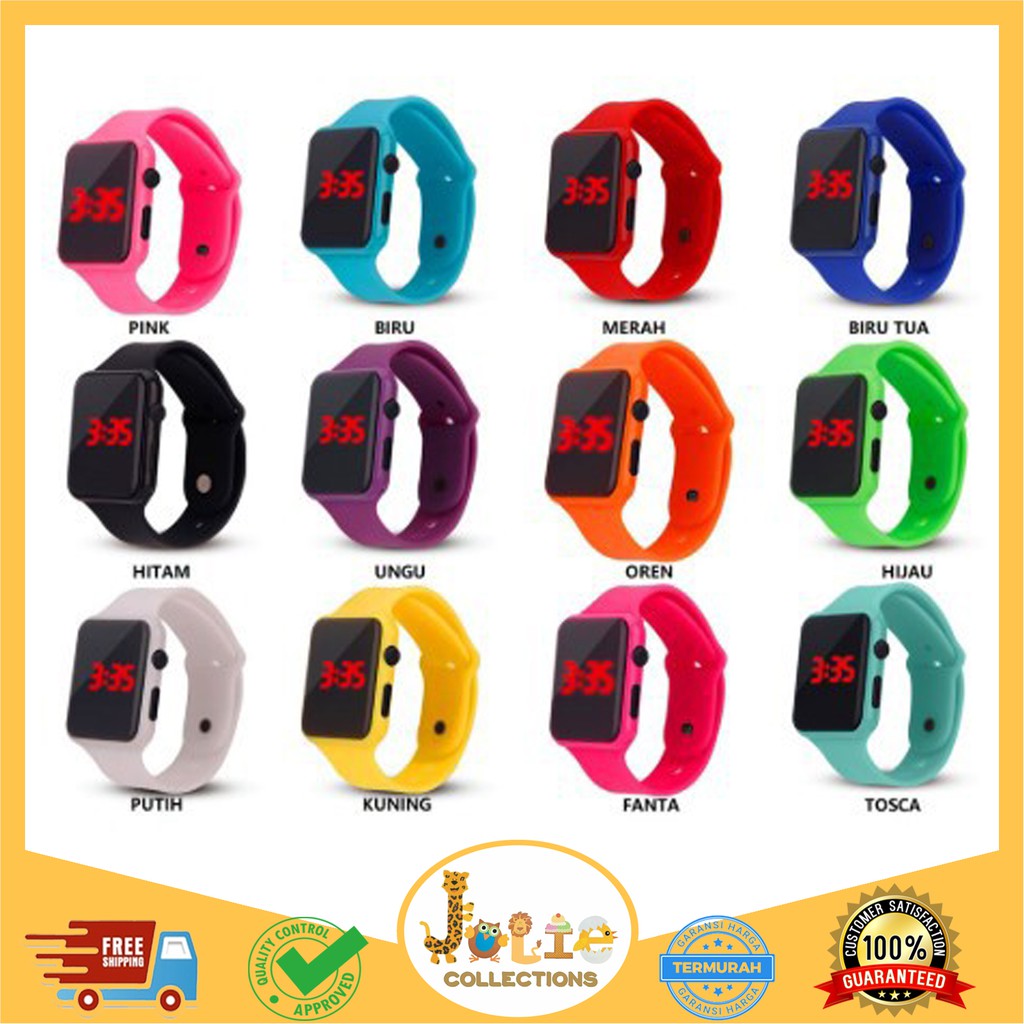 3:35 3:35 3:35 3:35
PINK BIRU MERAH BIRU TUA
3:35 3:35 3:35 3:35
HITAM UNGU OREN HIJAU
3:35 3:35 3:35 3:35
PUTIH KUNING FANTA TOSCA
FREE
SHIPPING
QUALITY CONTROL
APPROVED
Jolie
COLLECTIONS
GARANSI HARGA
TERMURAH
GARANSI HARGA
CUSTOMER SATISFACTION
100%
GUARANTEED